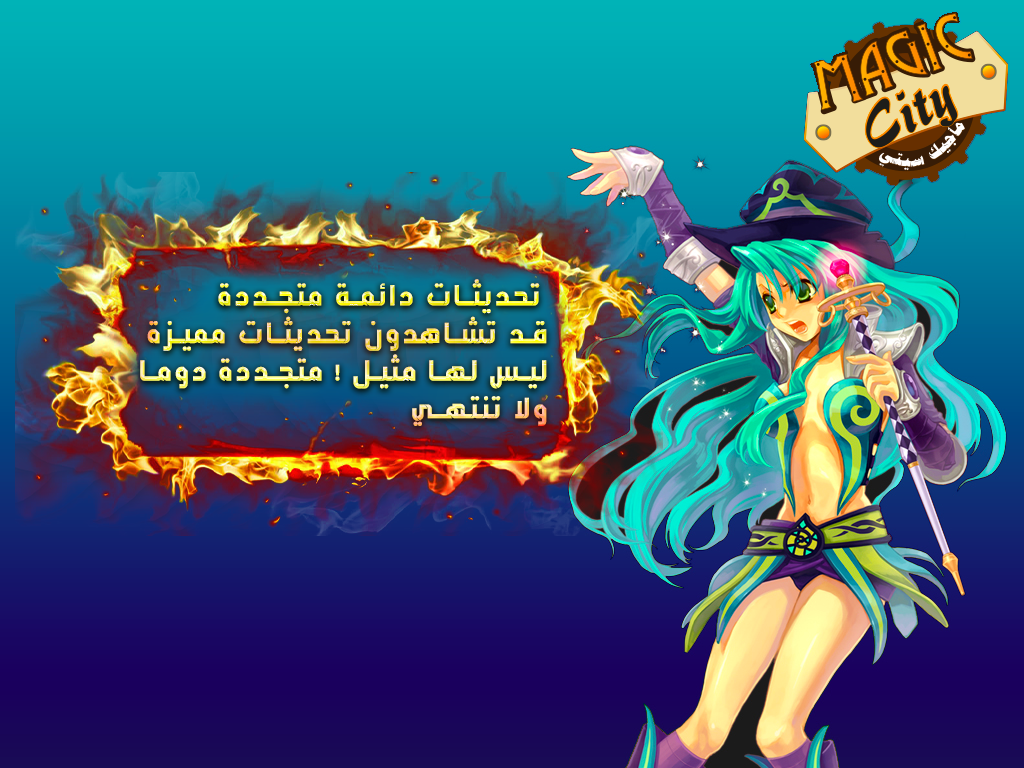 MAGIC
City
ماجيك سيتي
تحديثات دائمة متجددة
قد تشاهدون تحديثات مميزة
ليس لها مثيل ! متجددة دوما
ولا تنتهي